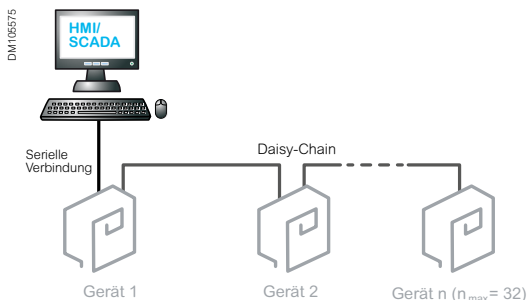 DM105575
HMI/
SCADA
Serielle
Verbindung
Daisy-Chain
Gerät 1
Gerät 2
Gerät n (nmax= 32)